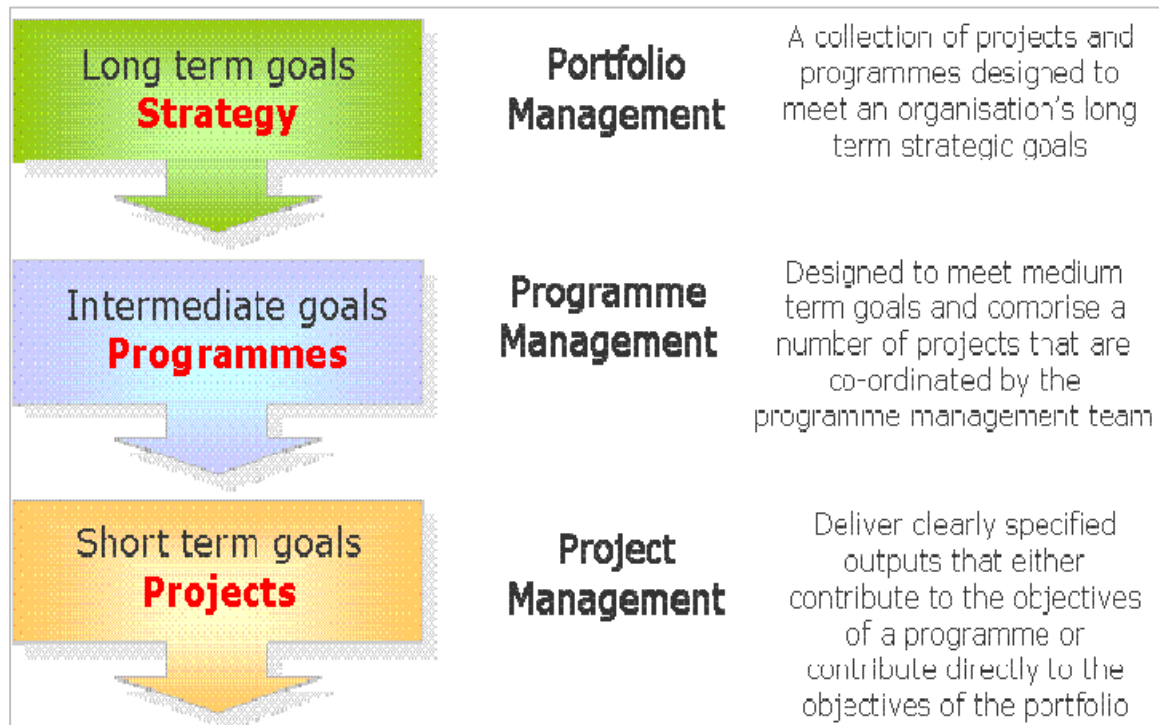 Long term goals
Strategy
Portfolio
Management
A collection of projects and
programmes designed to
meet an organisation's long
term strategic goals
Intermediate goals
Programmes
Programme
Management
Designed to meet medium
term goals and comprise a
number of projects that are
co-ordinated by the
programme management team
Short term goals
Projects
Project
Management
Deliver clearly specified
outputs that either
contribute to the objectives
of a programme or
contribute directly to the
objectives of the portfolio